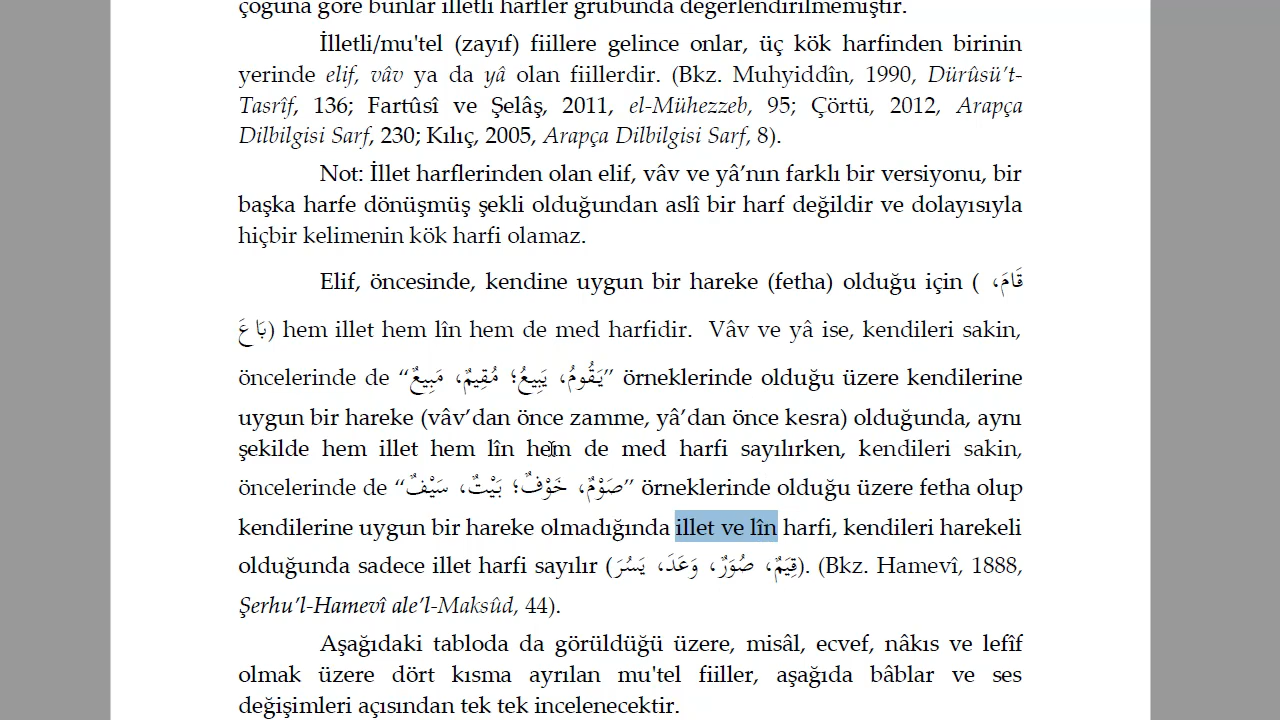 çoğuna göre bunlar illetli harfler grubunda değerlendirilmemiştir.
İlletli/mu'tel (zayıf) fiillere gelince onlar, üç kök harfinden birinin
yerinde elif, vâv ya da yâ olan fiillerdir. (Bkz. Muhyiddîn, 1990, Dürûsü’t-
Tasrîf, 136; Fartûsî ve Şelâş, 2011, el-Mühezzeb, 95; Çörtü, 2012, Arapça
Dilbilgisi Sarf, 230; Kılıç, 2005, Arapça Dilbilgisi Sarf, 8).
Not: İllet harflerinden olan elif, vâv ve yâ’nın farklı bir versiyonu, bir
başka harfe dönüşmüş şekli olduğundan aslî bir harf değildir ve dolayısıyla
hiçbir kelimenin kök harfi olamaz.
Elif, öncesinde, kendine uygun bir hareke (fetha) olduğu için ( قَامَ،
بَاعَ) hem illet hem lîn hem de med harfidir. Vâv ve yâ ise, kendileri sakin,
öncelerinde de “يَقُومُ، يَبِيعُ؛ مُقِيمٌ، مَبِيعٌ” örneklerinde olduğu üzere kendilerine
uygun bir hareke (vâv’dan önce zamme, yâ’dan önce kesra) olduğunda, aynı
şekilde hem illet hem lîn hem de med harfi sayılırken, kendileri sakin,
öncelerinde de “صَوْمٌ، خَوْفٌ؛ بَيْتٌ، سَيْفٌ” örneklerinde olduğu üzere fetha olup
kendilerine uygun bir hareke olmadığında illet ve lîn harfi, kendileri harekeli
olduğunda sadece illet harfi sayılır (قِيَمٌ، صُوَرٌ، وَعَدَ، يَسُرَ). (Bkz. Hamevî, 1888,
Şerhu’l-Hamevî ale’l-Maksûd, 44).
Aşağıdaki tabloda da görüldüğü üzere, misâl, ecvef, nâkıs ve lefîf
olmak üzere dört kısma ayrılan mu'tel fiiller, aşağıda bâblar ve ses
değişimleri açısından tek tek incelenecektir.